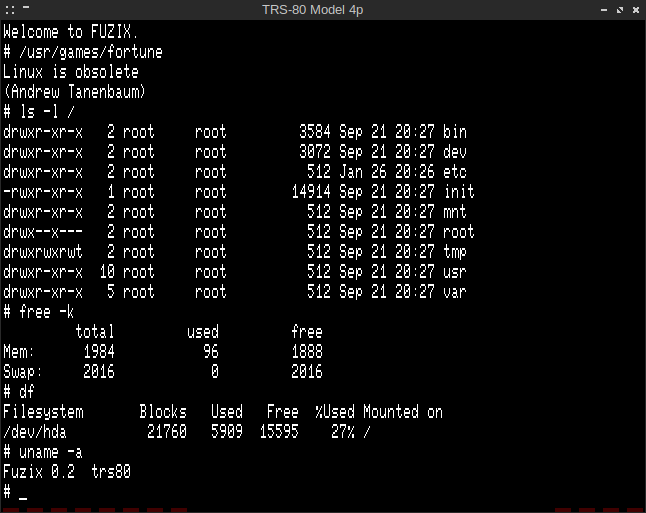 TRS-80 Model 4p
Welcome to FUZIX.
# /usr/games/fortune
Linux is obsolete
(Andrew Tanenbaum)
# ls -l /
drwxr-xr-x   2 root     root         3584 Sep 21 20:27 bin
drwxr-xr-x   2 root     root         3072 Sep 21 20:27 dev
drwxr-xr-x   2 root     root          512 Jan 26 20:26 etc
-rwxr-xr-x   1 root     root        14914 Sep 21 20:27 init
drwxr-xr-x   2 root     root          512 Sep 21 20:27 mnt
drwx--x---   2 root     root          512 Sep 21 20:27 root
drwxrwxrwt   2 root     root          512 Sep 21 20:27 tmp
drwxr-xr-x  10 root     root          512 Sep 21 20:27 usr
drwxr-xr-x   5 root     root          512 Sep 21 20:27 var
# free -k
         total         used         free
Mem:      1984           96         1888
Swap:     2016            0         2016
# df
Filesystem       Blocks   Used   Free  %Used Mounted on
/dev/hda          21760   5909  15595    27% /
# uname -a
Fuzix 0.2  trs80
# _